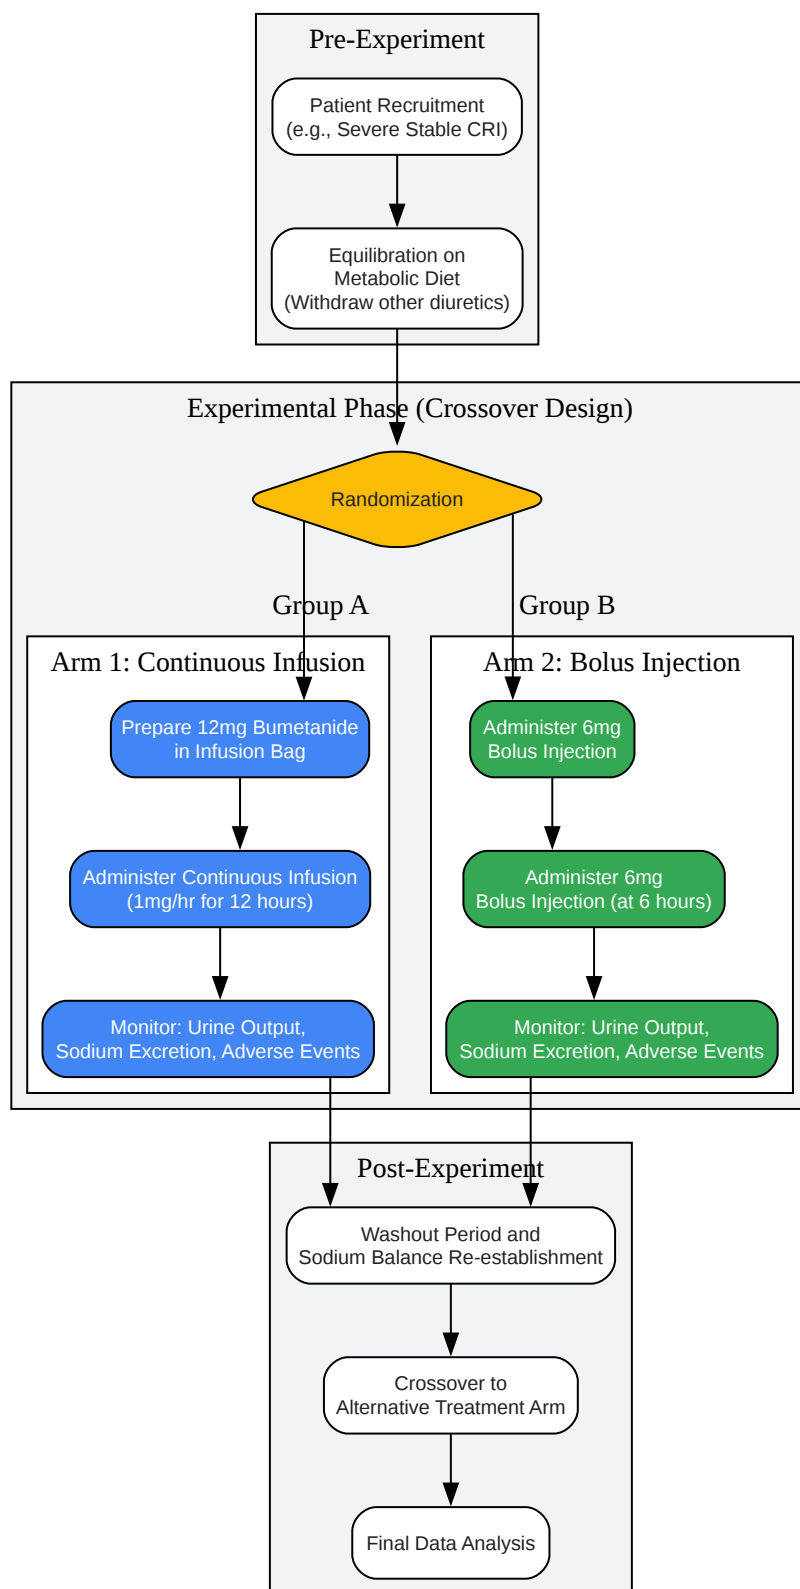 Pre-Experiment
Patient Recruitment
(e.g., Severe Stable CRI)
Equilibration on
Metabolic Diet
(Withdraw other diuretics)
Experimental Phase (Crossover Design)
Randomization
Group A
Group B
Arm 1: Continuous Infusion
Prepare 12mg Bumetanide
in Infusion Bag
Administer Continuous Infusion
(1mg/hr for 12 hours)
Monitor: Urine Output,
Sodium Excretion, Adverse Events
Arm 2: Bolus Injection
Administer 6mg
Bolus Injection
Administer 6mg
Bolus Injection (at 6 hours)
Monitor: Urine Output,
Sodium Excretion, Adverse Events
Post-Experiment
Washout Period and
Sodium Balance Re-establishment
Crossover to
Alternative Treatment Arm
Final Data Analysis